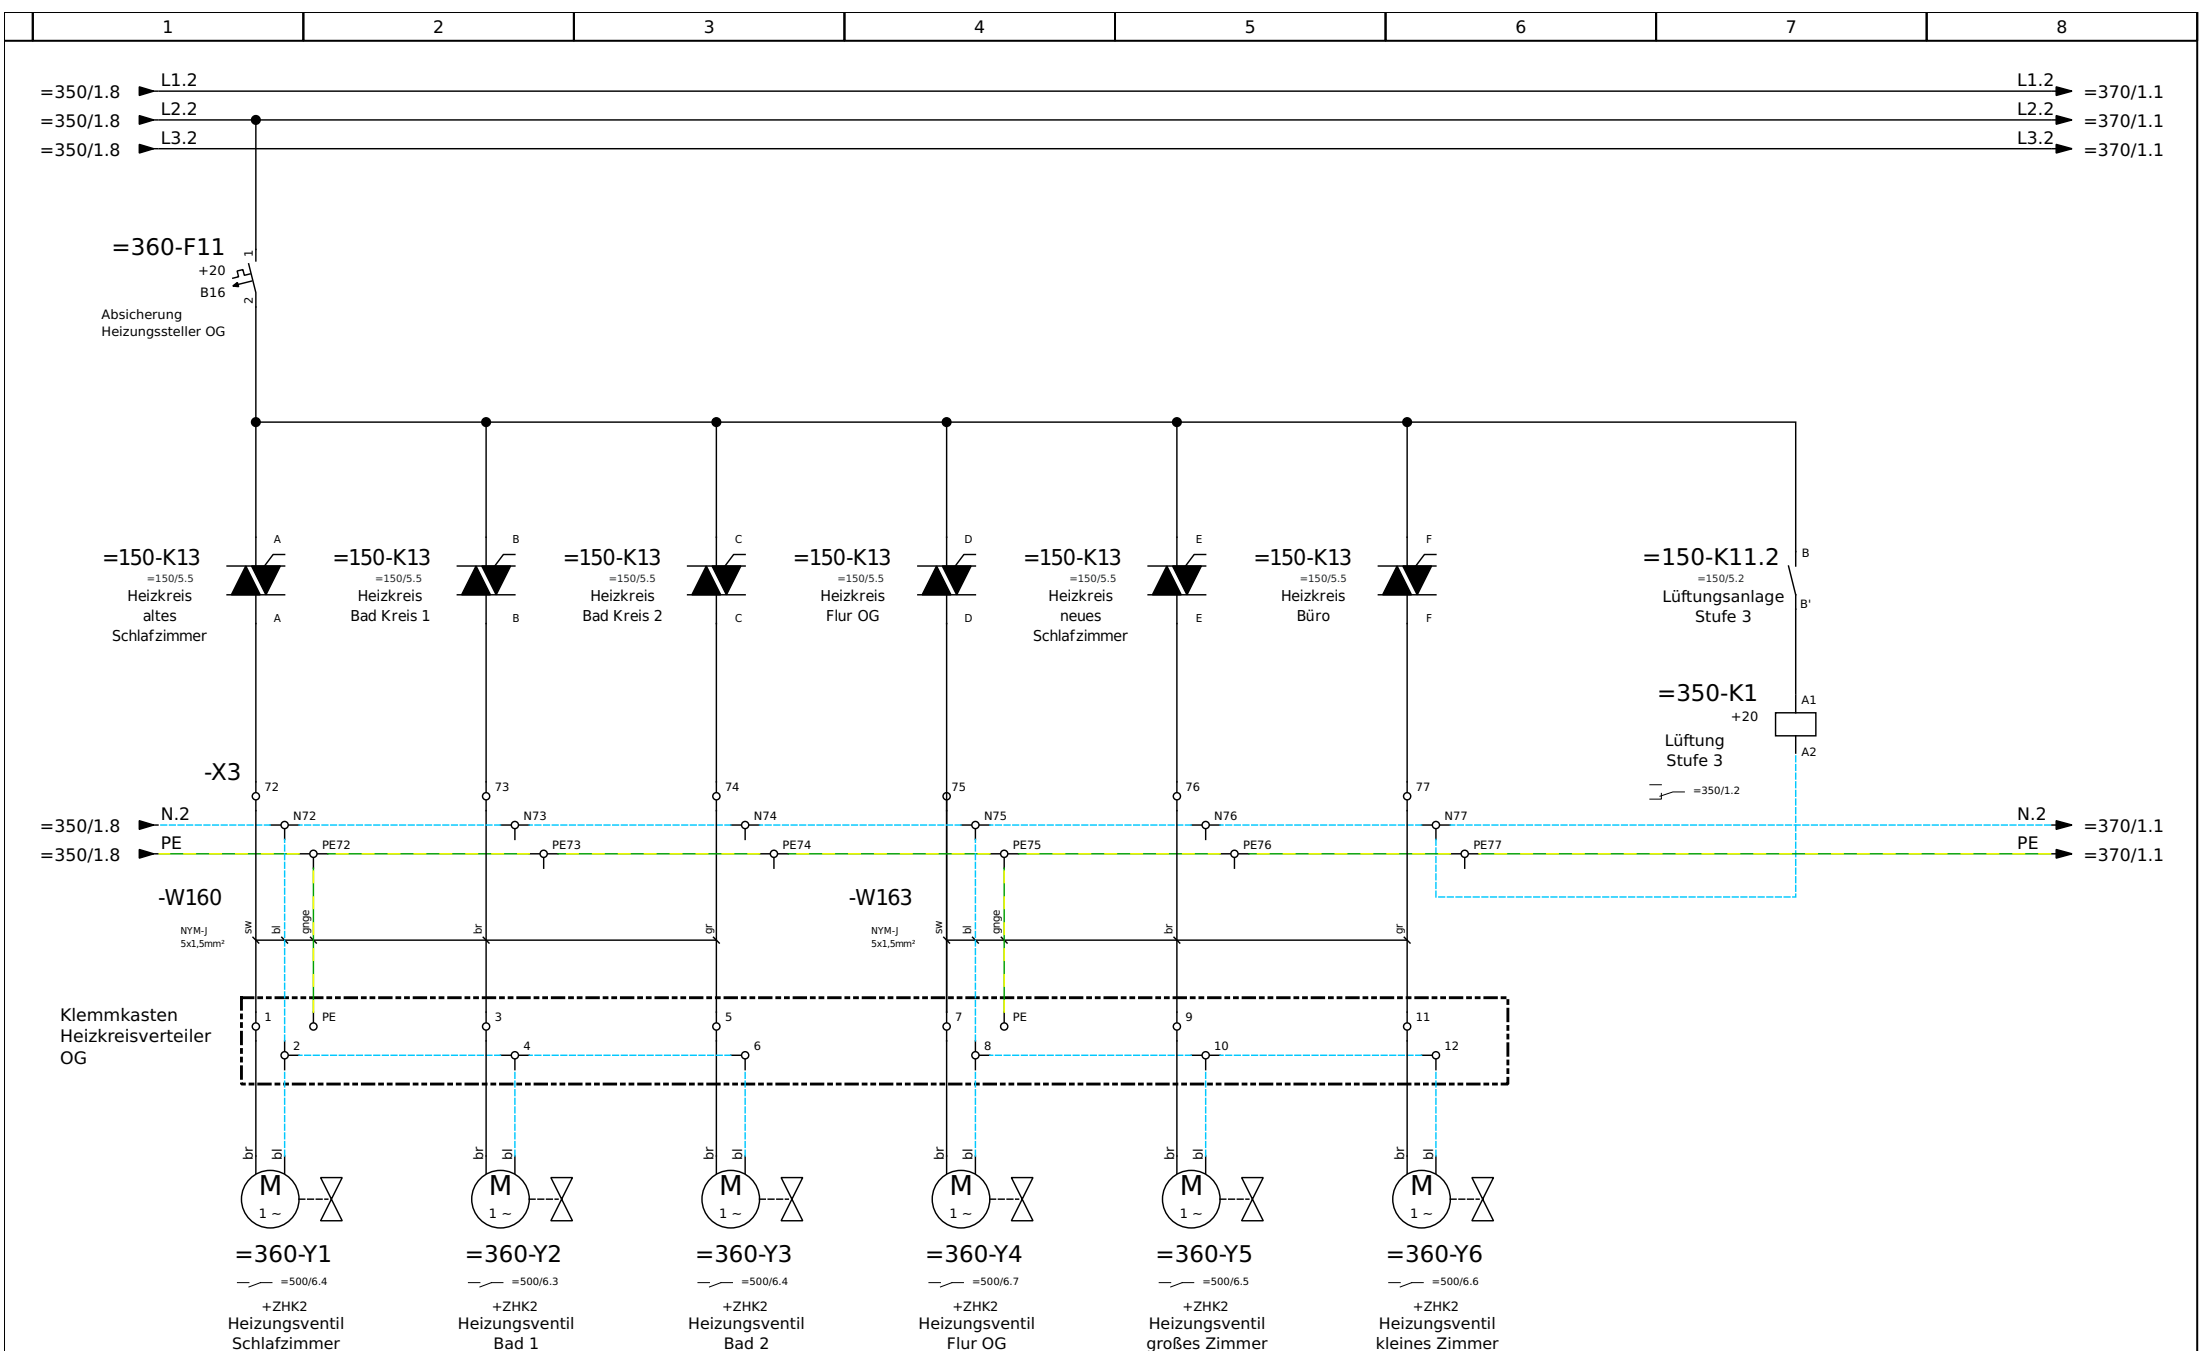 1 2 3 4 5 6 7 8
=350/1.8 L1.2 L1.2 =370/1.1
=350/1.8 L2.2 L2.2 =370/1.1
=350/1.8 L3.2 L3.2 =370/1.1
=360-F11 1
+20
B16 2
Absicherung
Heizungssteller OG
=150-K13 A
=150/5.5
Heizkreis
altes
Schlafzimmer
A
=150-K13 B
=150/5.5
Heizkreis
Bad Kreis 1
B
=150-K13 C
=150/5.5
Heizkreis
Bad Kreis 2
C
=150-K13 D
=150/5.5
Heizkreis
Flur OG
D
=150-K13 E
=150/5.5
Heizkreis
neues
Schlafzimmer
E
=150-K13 F
=150/5.5
Heizkreis
Büro
F
=150-K11.2 B
=150/5.2
Lüftungsanlage B'
Stufe 3
=350-K1 A1
+20
Lüftung A2
Stufe 3
=350/1.2
-X3 72 73 74 75 76 77
=350/1.8 N.2 N72 N73 N74 N75 N76 N77 N.2 =370/1.1
=350/1.8 PE PE72 PE73 PE74 PE75 PE76 PE77 PE =370/1.1
-W160 sw bl gnge br gr
NYM-J
5x1,5mm²
-W163 sw bl gnge br gr
NYM-J
5x1,5mm²
Klemmkasten
Heizkreisverteiler
OG
1 PE 3 5 7 PE 9 11
2 4 6 8 10 12
br bl br bl br bl br bl br bl br bl
M M M M M M
1 ~ 1 ~ 1 ~ 1 ~ 1 ~ 1 ~
=360-Y1 =360-Y2 =360-Y3 =360-Y4 =360-Y5 =360-Y6
=500/6.4 =500/6.3 =500/6.4 =500/6.7 =500/6.5 =500/6.6
+ZHK2 +ZHK2 +ZHK2 +ZHK2 +ZHK2 +ZHK2
Heizungsventil Heizungsventil Heizungsventil Heizungsventil Heizungsventil Heizungsventil
Schlafzimmer Bad 1 Bad 2 Flur OG großes Zimmer kleines Zimmer